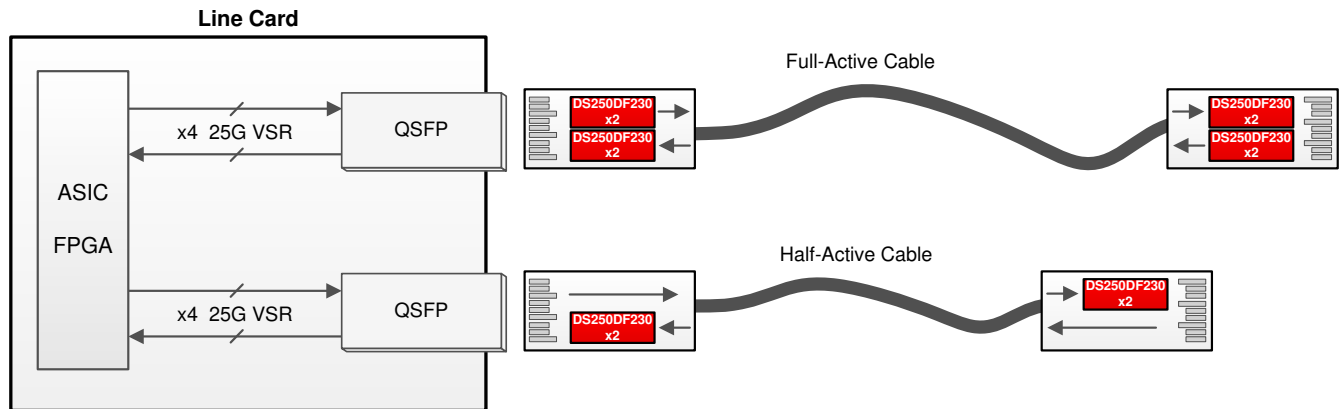 Line Card
Full-Active Cable
DS250DF230
x2
DS250DF230
x2
DS250DF230
x2
DS250DF230
x2
x4 25G VSR
QSFP
ASIC
FPGA
Half-Active Cable
x4 25G VSR
QSFP
DS250DF230
x2
DS250DF230
x2